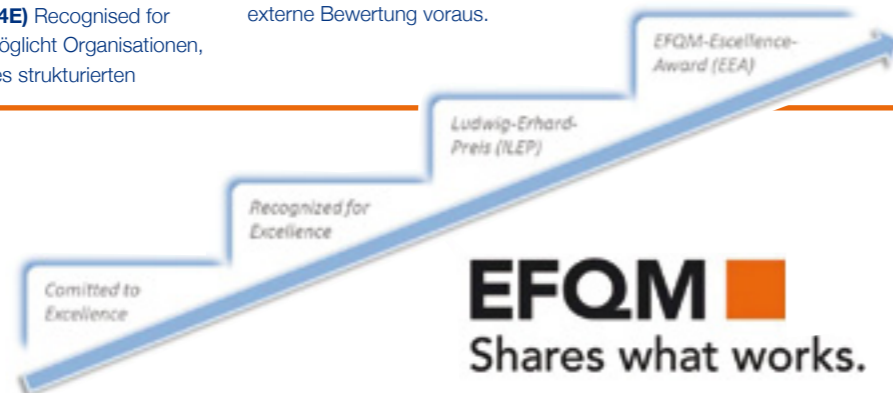 4E) Recognised for
öglicht Organisationen,
es strukturierten
externe Bewertung voraus.
EFQM-Escellence-
Award (EEA)
Ludwig-Erhard-
Preis (ILEP)
Recognized for
Excellence
Comitted to
Excellence
EFQM
Shares what works.